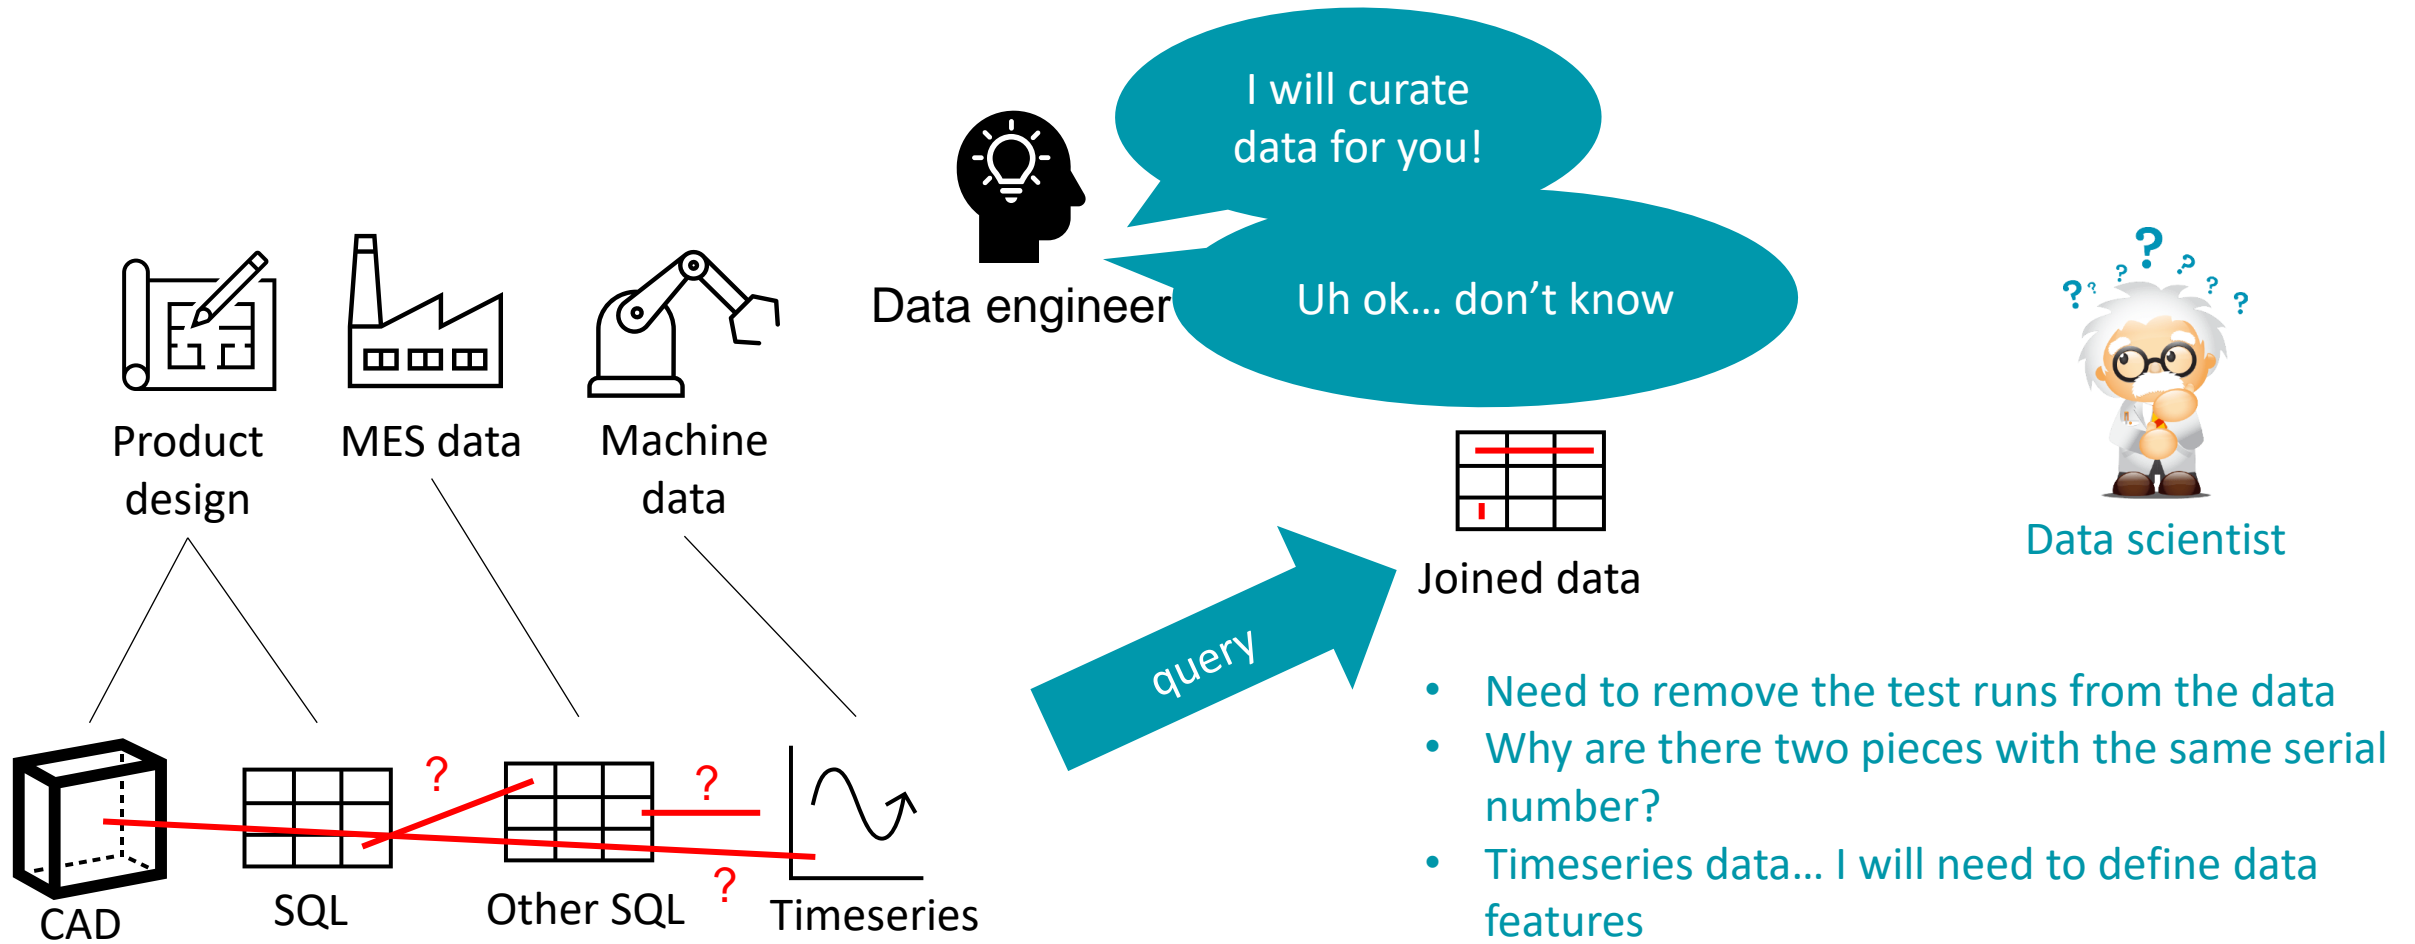 I will curate
data for you!
Data engineer
Uh ok… don’t know
Product
design
MES data
Machine
data
Data scientist
Joined data
query
• Need to remove the test runs from the data
• Why are there two pieces with the same serial
number?
• Timeseries data… I will need to define data
features
?
?
?
CAD
SQL
Other SQL
Timeseries
? ? ? ? ? ? ?